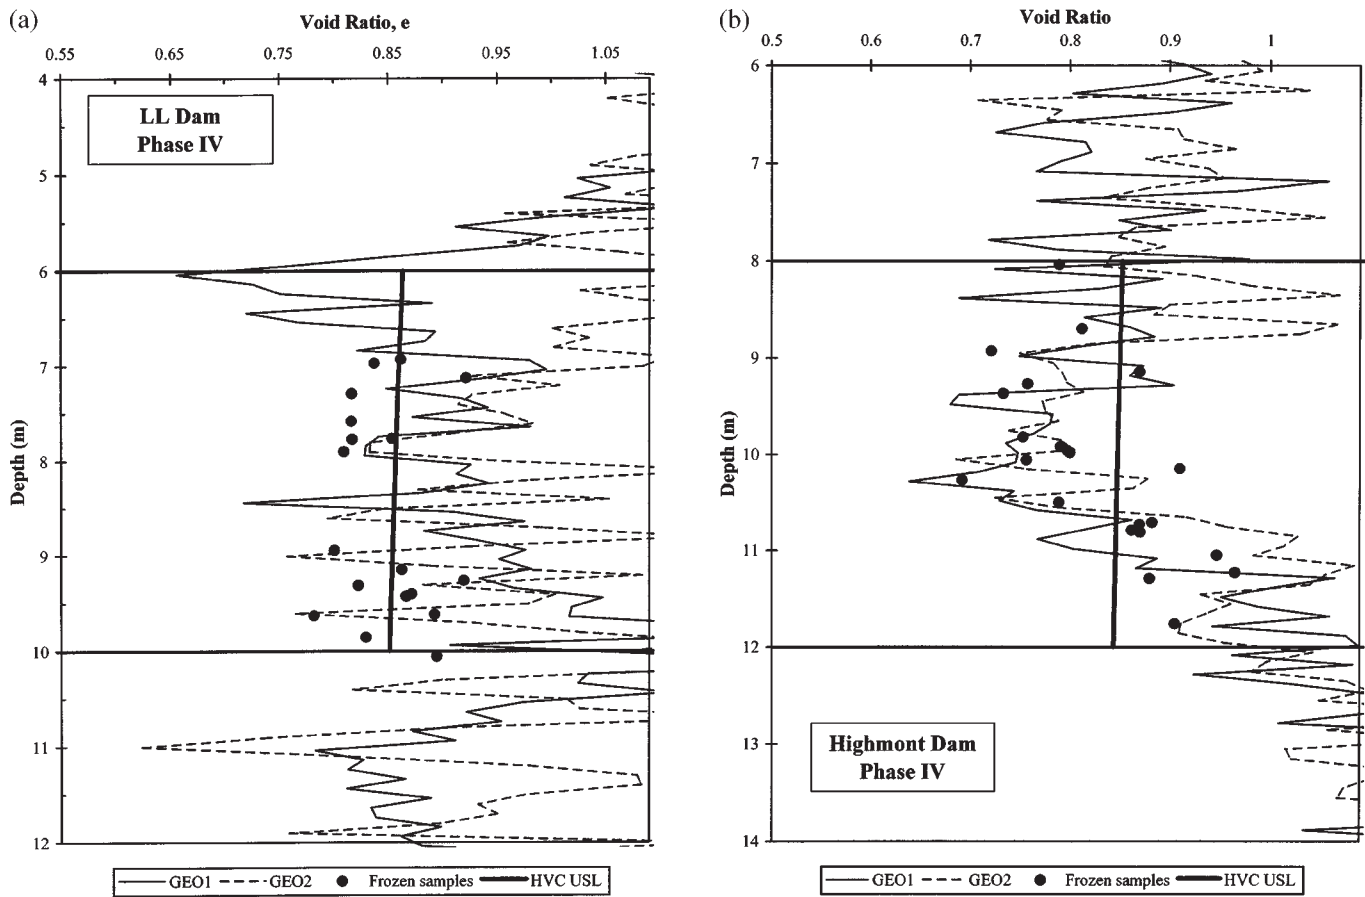 (a)
Void Ratio, e
0.55 0.65 0.75 0.85 0.95 1.05
4
5
6
7
8
9
10
11
12
Depth (m)
LL Dam
Phase IV
GEO1 GEO2 Frozen samples HVC USL
(b)
Void Ratio
0.5 0.6 0.7 0.8 0.9 1
6
7
8
9
10
11
12
13
14
Depth (m)
Highmont Dam
Phase IV
GEO1 GEO2 Frozen samples HVC USL